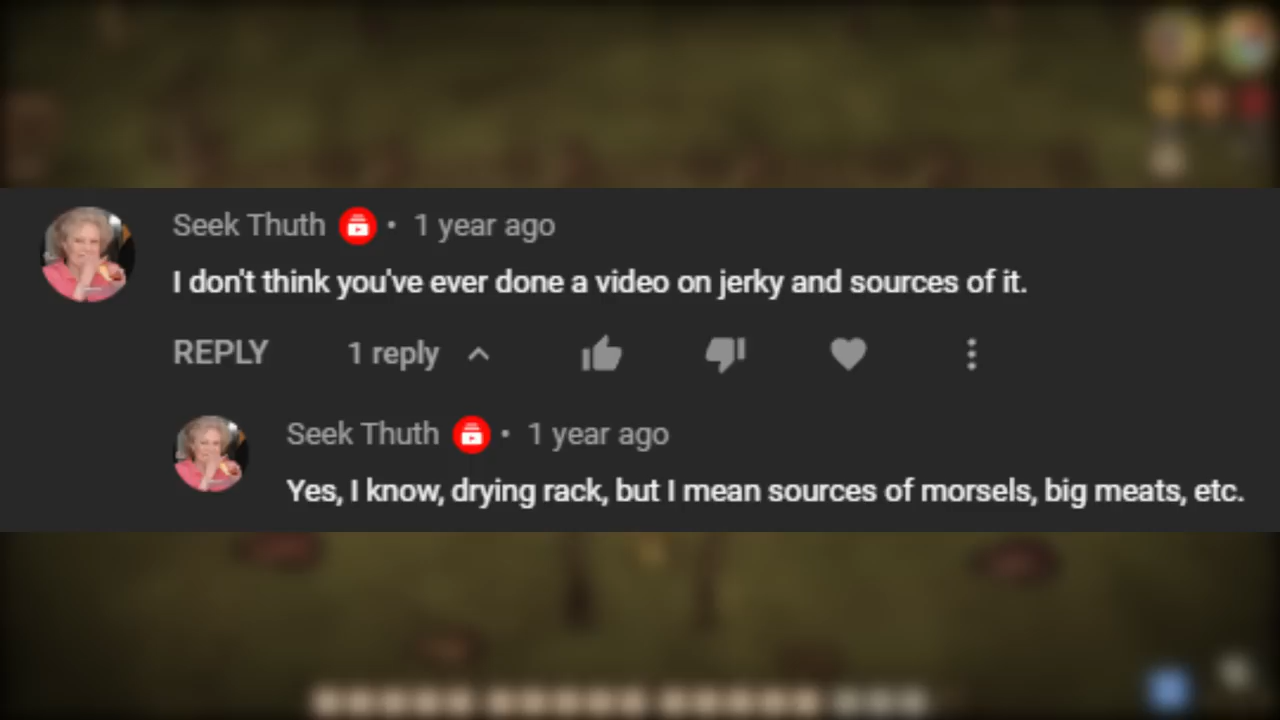 Seek Thuth • 1 year ago
I don't think you've ever done a video on jerky and sources of it.
REPLY 1 reply
Seek Thuth • 1 year ago
Yes, I know, drying rack, but I mean sources of morsels, big meats, etc.